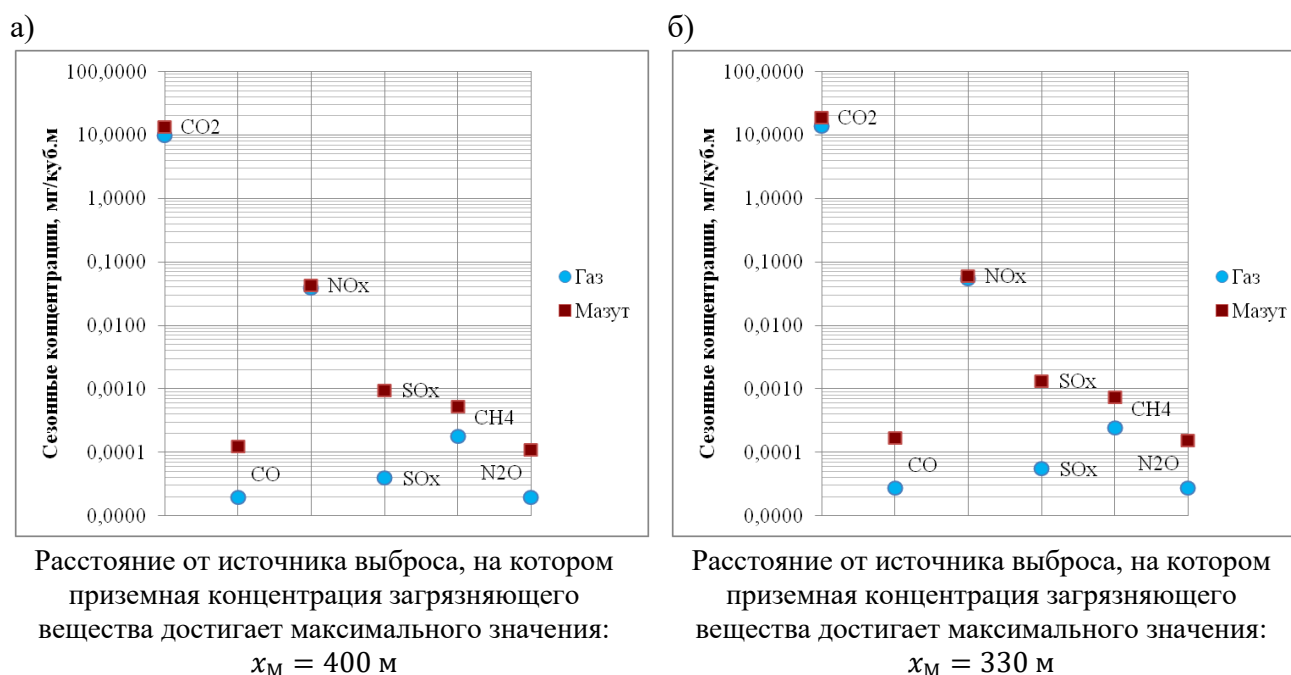 а)
100,0000
10,0000
1,0000
0,1000
0,0100
0,0010
0,0001
0,0000
Сезонные концентрации, мг/куб.м
CO2
CO
NOx
SOx
SOx
CH4
N2O
Газ
Мазут
Расстояние от источника выброса, на котором
приземная концентрация загрязняющего
вещества достигает максимального значения:
xм = 400 м
б)
100,0000
10,0000
1,0000
0,1000
0,0100
0,0010
0,0001
0,0000
Сезонные концентрации, мг/куб.м
CO2
CO
NOx
SOx
SOx
CH4
N2O
Газ
Мазут
Расстояние от источника выброса, на котором
приземная концентрация загрязняющего
вещества достигает максимального значения:
xм = 330 м